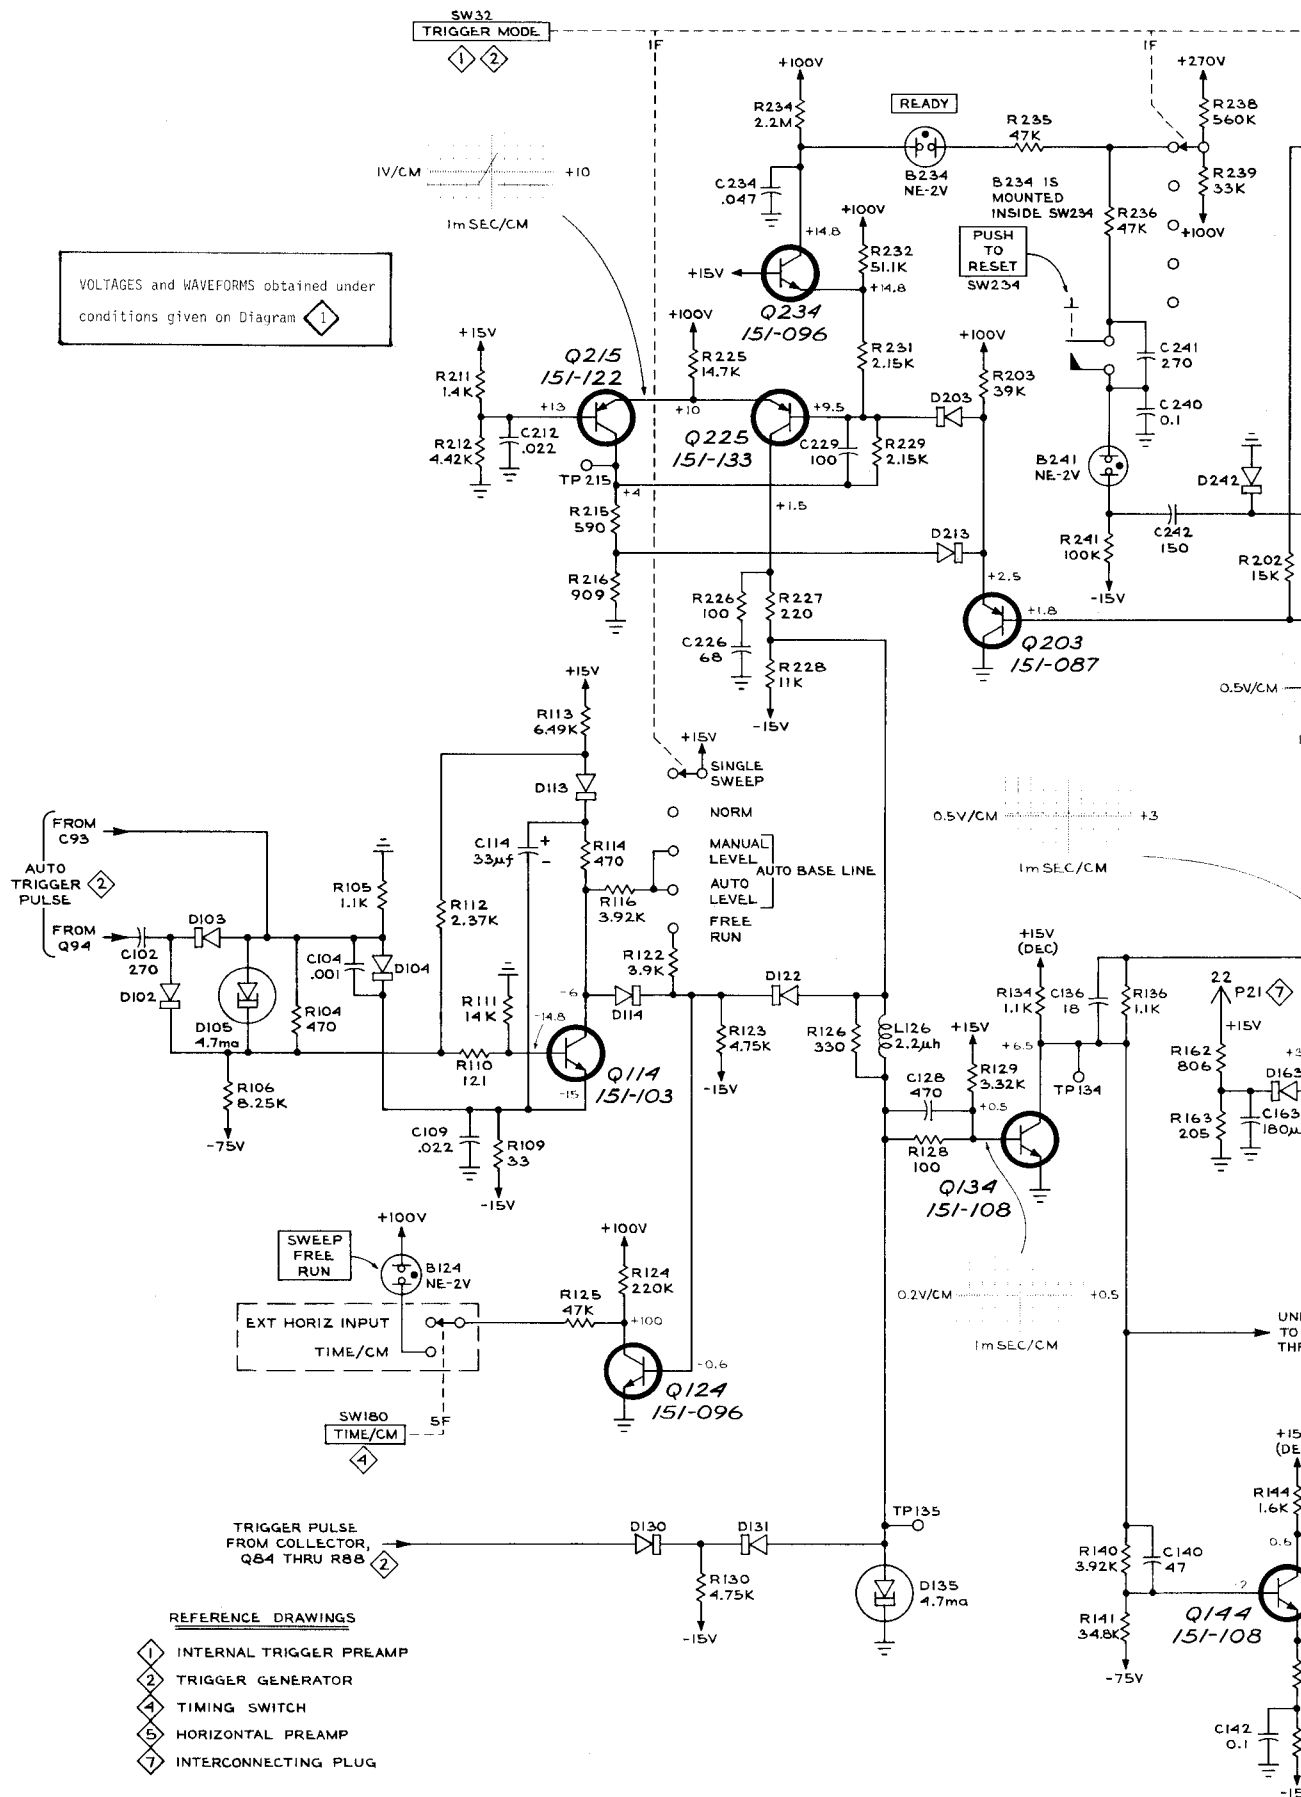 SW32
TRIGGER MODE
1 2
1F
1F
+100V
+270V
R234
2.2M
READY
R235
47K
R238
560K
B234
NE-2V
R239
33K
+100V
C234
.047
B234 IS
MOUNTED
INSIDE SW234
R236
47K
1V/CM
+10
1mSEC/CM
+100V
+14.8
R232
51.1K
+14.8
PUSH
TO
RESET
SW234
+15V
Q234
151-096
VOLTAGES and WAVEFORMS obtained under
conditions given on Diagram 1
+15V
R211
1.4K
Q215
151-122
+100V
R225
14.7K
R231
2.15K
+100V
R203
39K
C241
270
+13
+10
+9.5
D203
C240
0.1
R212
4.42K
C212
.022
Q225
151-133
C229
100
R229
2.15K
B241
NE-2V
TP215
+4
D242
R215
590
+1.5
D213
R241
100K
C242
150
R202
15K
R216
909
R226
100
R227
220
+2.5
-15V
+1.8
C226
68
Q203
151-087
R228
11K
0.5V/CM
-15V
+15V
R113
6.49K
+15V
SINGLE
SWEEP
D113
NORM
0.5V/CM
+3
1mSEC/CM
FROM
C93
C114
33µf
+
-
R114
470
MANUAL
LEVEL
AUTO BASE LINE
AUTO
LEVEL
AUTO
TRIGGER 2
PULSE
R105
1.1K
R112
2.37K
R116
3.92K
FREE
RUN
FROM
Q94
D103
C102
270
C104
.001
D104
R122
3.9K
+15V
(DEC)
D102
D105
4.7ma
R104
470
R111
14K
-6
D114
D122
R134
1.1K
C136
18
R136
1.1K
22
P21 7
+15V
-14.8
R110
121
R123
4.75K
R126
330
L126
2.2µh
+15V
+6.5
R162
806
R106
8.25K
Q114
151-103
-15V
C128
470
R129
3.32K
TP134
D163
-15
+0.5
-75V
C109
.022
R109
33
R128
100
R163
205
C163
-15V
Q134
151-108
+100V
SWEEP
FREE
RUN
+100V
B124
NE-2V
R124
220K
R125
47K
0.2V/CM
+0.5
1mSEC/CM
EXT HORIZ INPUT
+100
TIME/CM
-0.6
Q124
151-096
SW180
TIME/CM
5F
4
TRIGGER PULSE
FROM COLLECTOR,
Q84 THRU R88 2
D130
D131
TP135
R144
1.6K
0.6
R130
4.75K
-15V
D135
4.7ma
R140
3.92K
C140
47
R141
34.8K
Q144
151-108
-75V
REFERENCE DRAWINGS
1 INTERNAL TRIGGER PREAMP
2 TRIGGER GENERATOR
4 TIMING SWITCH
5 HORIZONTAL PREAMP
7 INTERCONNECTING PLUG
C142
0.1